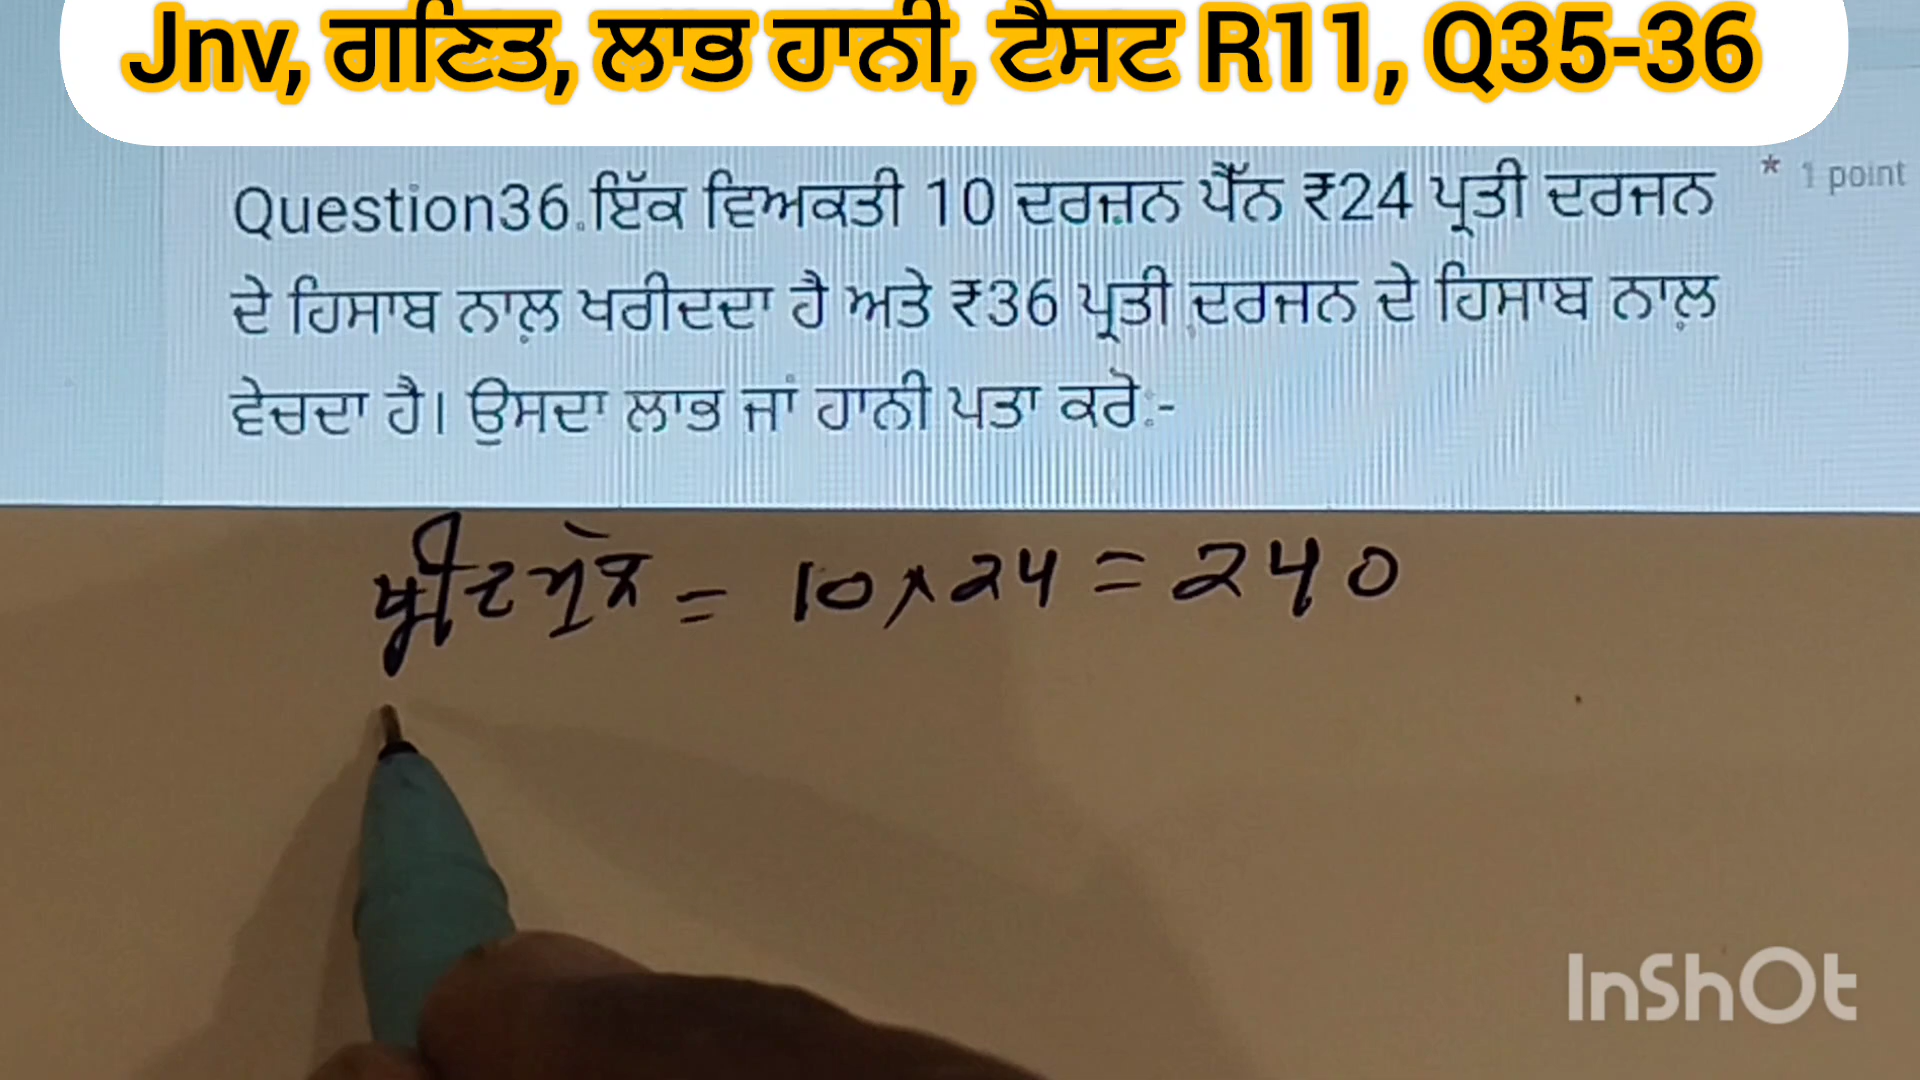 Jnv, ਗਣਿਤ, ਲਾਭ ਹਾਨੀ, ਟੈਸਟ R11, Q35-36
Question36.ਇੱਕ ਵਿਅਕਤੀ 10 ਦਰਜ਼ਨ ਪੈੱਨ ₹24 ਪ੍ਰਤੀ ਦਰਜਨ * 1 point
ਦੇ ਹਿਸਾਬ ਨਾਲ਼ ਖਰੀਦਦਾ ਹੈ ਅਤੇ ₹36 ਪ੍ਰਤੀ ਦਰਜਨ ਦੇ ਹਿਸਾਬ ਨਾਲ਼
ਵੇਚਦਾ ਹੈ। ਉਸਦਾ ਲਾਭ ਜਾਂ ਹਾਨੀ ਪਤਾ ਕਰੋ:-
ਖ੍ਰੀਦ ਮੁੱਲ = 10 × 24 = 240
InShOt